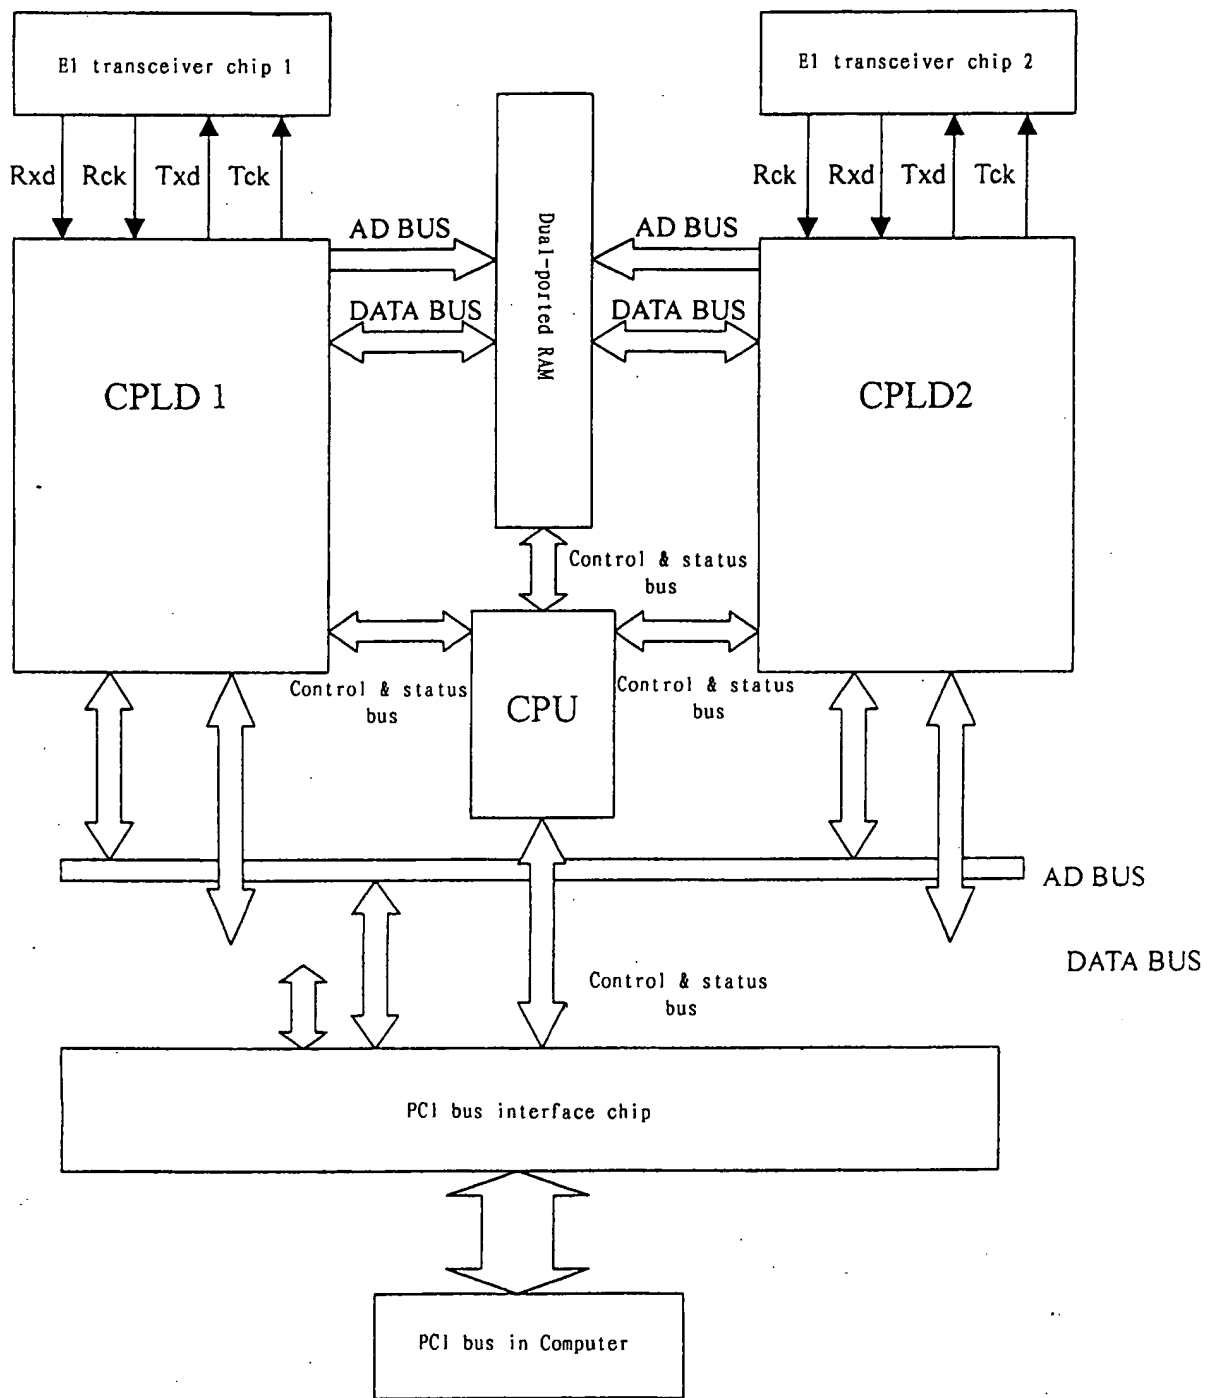 E1 transceiver chip 1
E1 transceiver chip 2
Rxd
Rck
Txd
Tck
Rck
Rxd
Txd
Tck
AD BUS
AD BUS
Dual-ported RAM
DATA BUS
DATA BUS
CPLD 1
CPLD2
Control & status
bus
Control & status
bus
Control & status
bus
CPU
AD BUS
DATA BUS
Control & status
bus
PCI bus interface chip
PCI bus in Computer